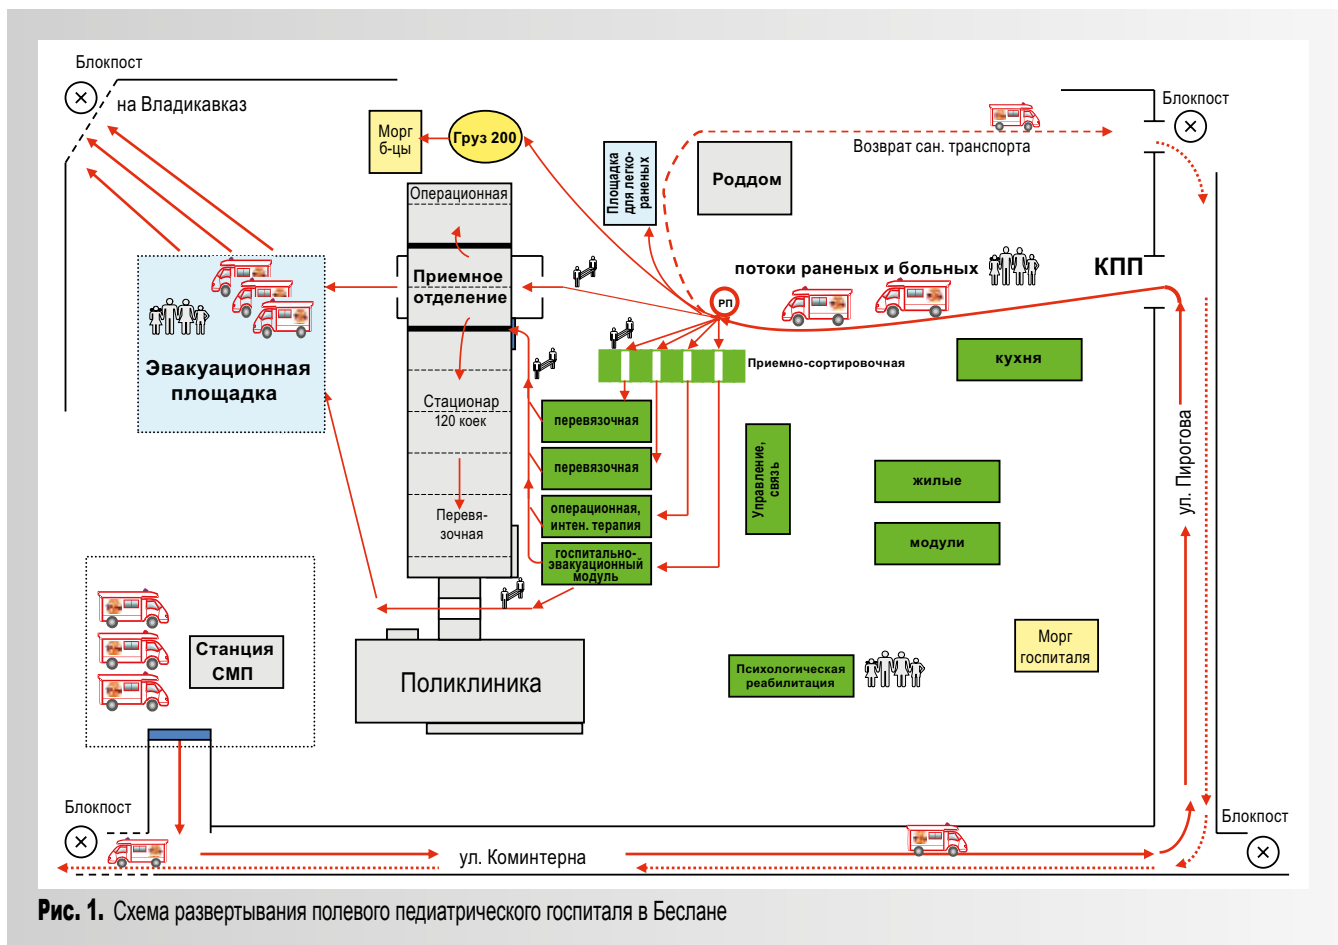 Блокпост
на Владикавказ
Морг
б-цы
Груз 200
Площадка
для легко-
раненых
Роддом
Возврат сан. транспорта
Блокпост
Операционная
Приемное
отделение
потоки раненых и больных
КПП
РП
Эвакуационная
площадка
Приемно-сортировочная
кухня
Стационар
120 коек
перевязочная
перевязочная
операционная,
интен. терапия
госпитально-
эвакуационный
модуль
Управление,
связь
жилые
модули
ул. Пирогова
Перевя-
зочная
Станция
СМП
Поликлиника
Психологическая
реабилитация
Морг
госпиталя
Блокпост
ул. Коминтерна
Блокпост
Рис. 1. Схема развертывания полевого педиатрического госпиталя в Беслане